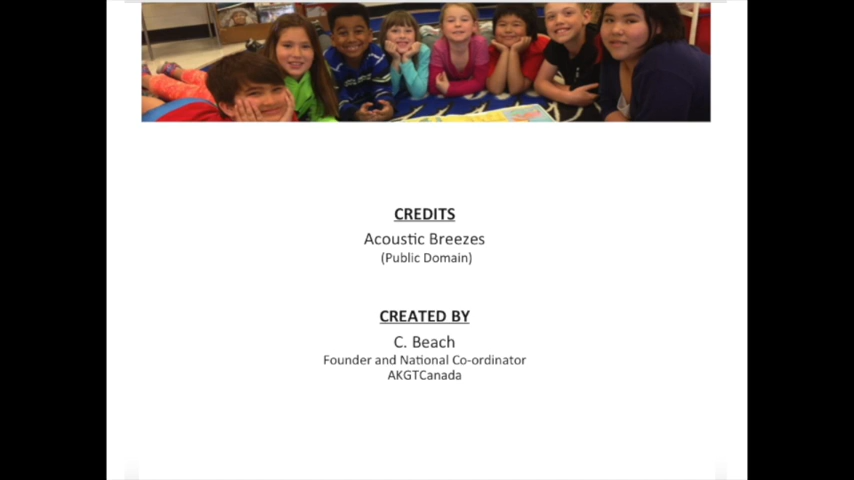 CREDITS
Acoustic Breezes
(Public Domain)
CREATED BY
C. Beach
Founder and National Co-ordinator
AKGTCanada